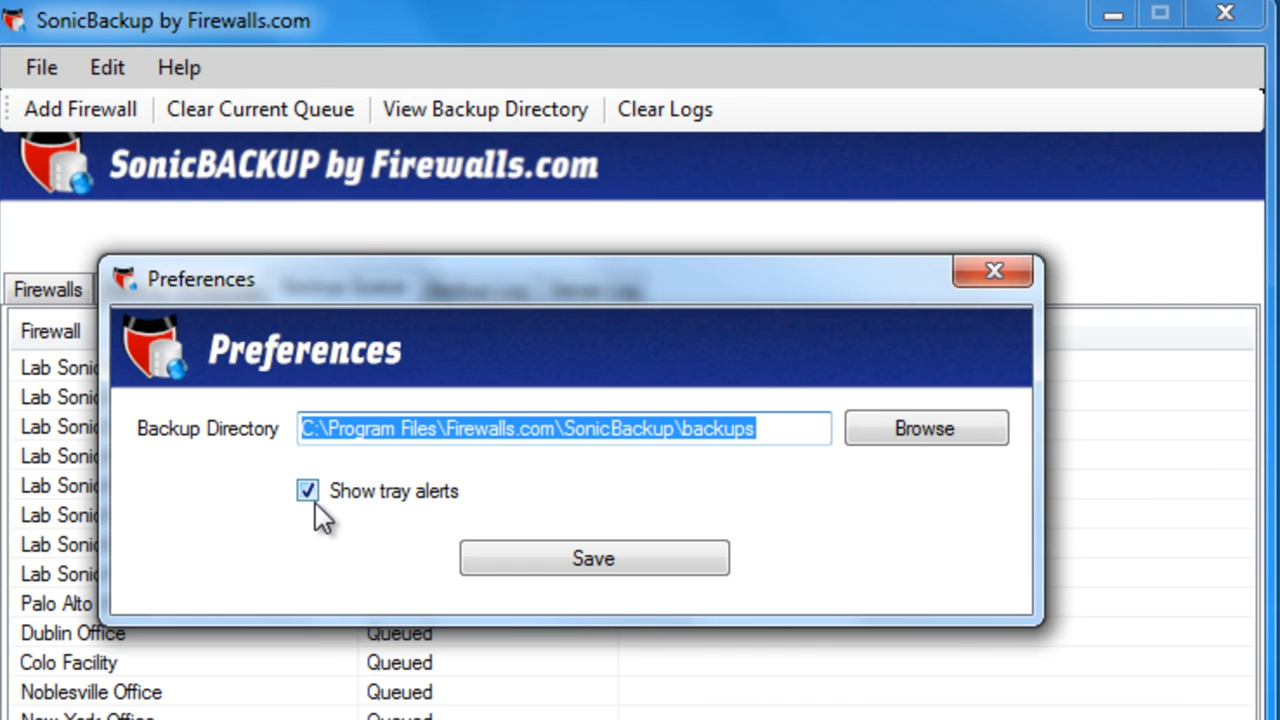 SonicBackup by Firewalls.com
File Edit Help
Add Firewall Clear Current Queue View Backup Directory Clear Logs
SonicBACKUP by Firewalls.com
Preferences
Firewalls
Firewall
Preferences
Lab Sonic
Lab Sonic
Backup Directory C:\Program Files\Firewalls.com\SonicBackup\backups Browse
Lab Sonic
Lab Sonic
Lab Sonic
Show tray alerts
Lab Sonic
Lab Sonic
Save
Lab Sonic
Palo Alto
Dublin Office Queued
Colo Facility Queued
Noblesville Office Queued
New York Office